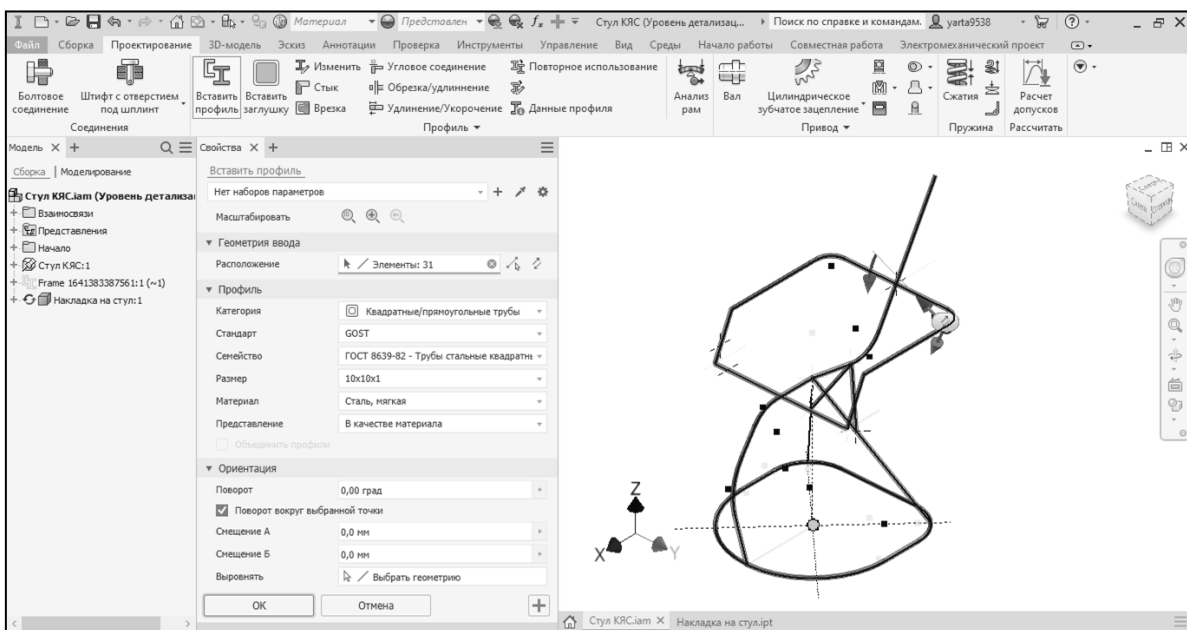 Материал
Представлен
Стул КЯС (Уровень детализац...
Поиск по справке и командам.
yarta9538
Файл Сборка Проектирование 3D-модель Эскиз Аннотации Проверка Инструменты Управление Вид Среды Начало работы Совместная работа Электромеханический проект
Болтовое соединение
Штифт с отверстием под шплинт
Соединения
Вставить профиль
Вставить заглушку
Изменить
Стык
Врезка
Угловое соединение
Обрезка/удлиннение
Удлинение/Укорочение
Повторное использование
Данные профиля
Профиль
Анализ рам
Вал
Цилиндрическое зубчатое зацепление
Привод
Сжатия
Пружина
Расчет допусков
Рассчитать
Модель
Сборка | Моделирование
Стул КЯС.iam (Уровень детализа
Взаимосвязи
Представления
Начало
Стул КЯС:1
Frame 1641383387561:1 (~1)
Накладка на стул:1
Свойства
Вставить профиль
Нет наборов параметров
Масштабировать
Геометрия ввода
Расположение Элементы: 31
Профиль
Категория Квадратные/прямоугольные трубы
Стандарт GOST
Семейство ГОСТ 8639-82 - Трубы стальные квадратнь
Размер 10x10x1
Материал Сталь, мягкая
Представление В качестве материала
Объединить профили
Ориентация
Поворот 0,00 град
Поворот вокруг выбранной точки
Смещение А 0,0 мм
Смещение Б 0,0 мм
Выровнять Выбрать геометрию
ОК Отмена
Z
X
Y
Стул КЯС.iam Накладка на стул.ipt